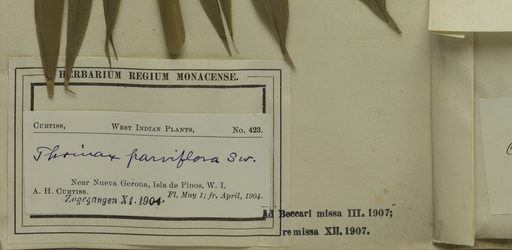 HERBARIUM REGIUM MONACENSE.
CURTISS, WEST INDIAN PLANTS, No. 423.
Thrinax parviflora Sw.
Near Nueva Gerona, Isla de Pinos, W. I.
A. H. CURTISS. Fl. May 1; fr. April, 1904.
Zugegangen XI. 1904.
Ad Beccari missa III. 1907;
remissa XII. 1907.